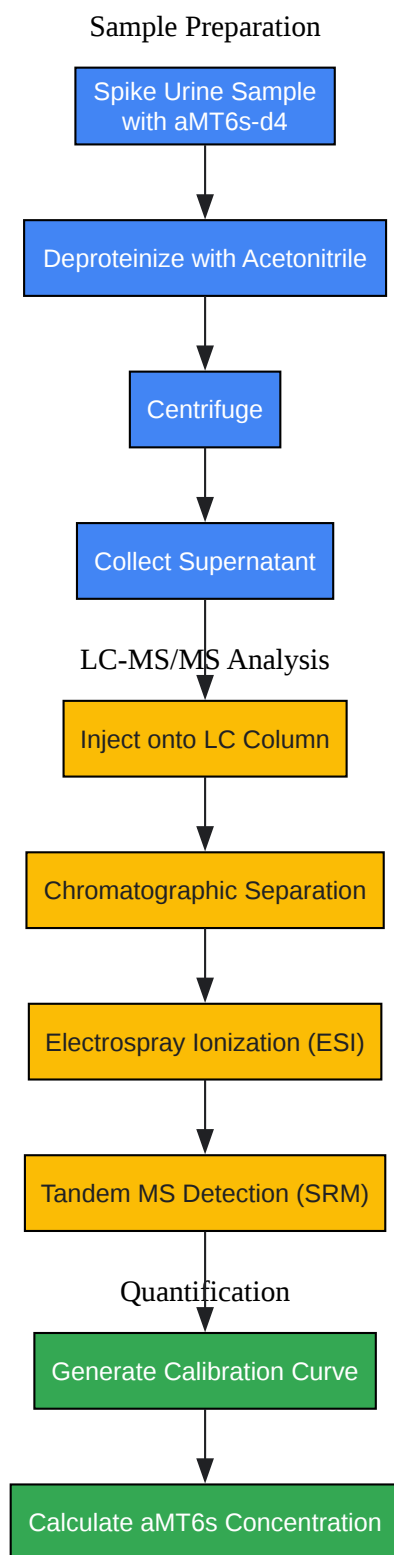 Sample Preparation
Spike Urine Sample
with aMT6s-d4
Deproteinize with Acetonitrile
Centrifuge
Collect Supernatant
LC-MS/MS Analysis
Inject onto LC Column
Chromatographic Separation
Electrospray Ionization (ESI)
Tandem MS Detection (SRM)
Quantification
Generate Calibration Curve
Calculate aMT6s Concentration